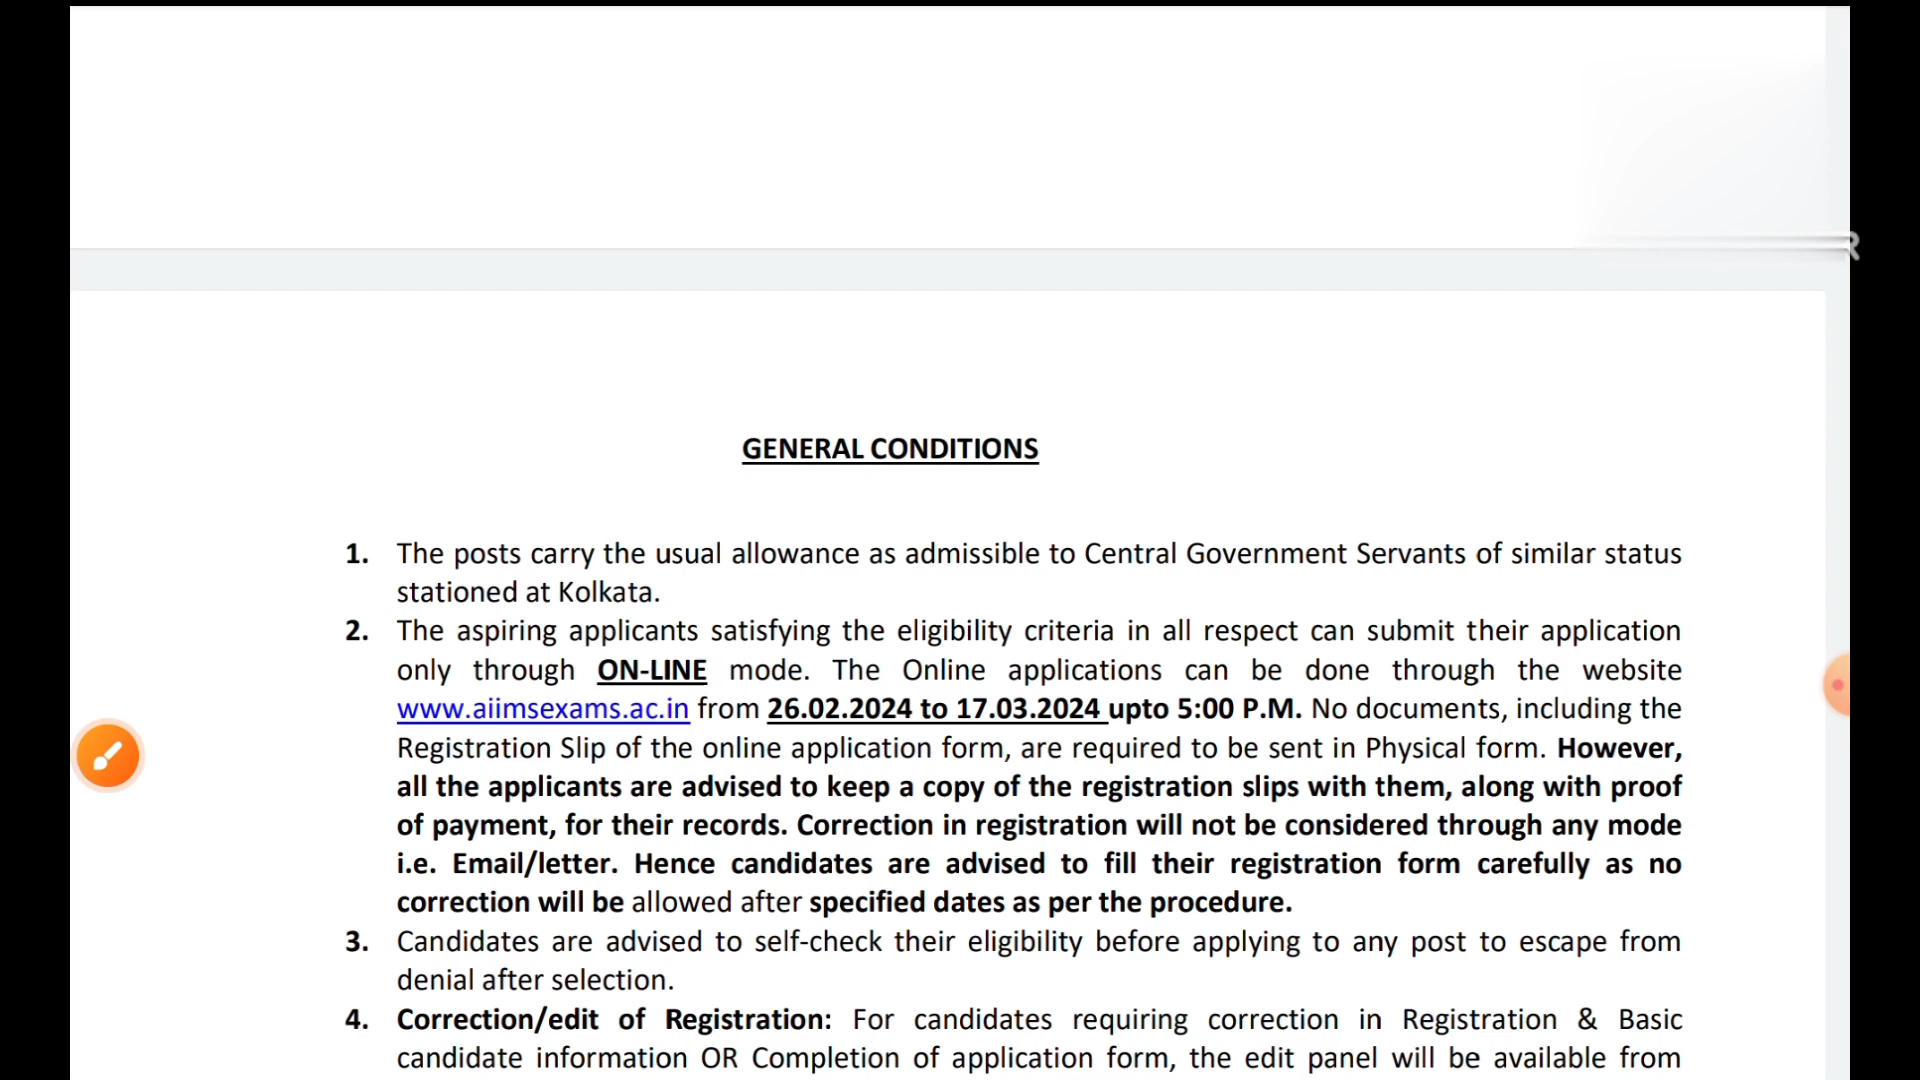 GENERAL CONDITIONS
1. The posts carry the usual allowance as admissible to Central Government Servants of similar status
stationed at Kolkata.
2. The aspiring applicants satisfying the eligibility criteria in all respect can submit their application
only through ON-LINE mode. The Online applications can be done through the website
www.aiimsexams.ac.in from 26.02.2024 to 17.03.2024 upto 5:00 P.M. No documents, including the
Registration Slip of the online application form, are required to be sent in Physical form. However,
all the applicants are advised to keep a copy of the registration slips with them, along with proof
of payment, for their records. Correction in registration will not be considered through any mode
i.e. Email/letter. Hence candidates are advised to fill their registration form carefully as no
correction will be allowed after specified dates as per the procedure.
3. Candidates are advised to self-check their eligibility before applying to any post to escape from
denial after selection.
4. Correction/edit of Registration: For candidates requiring correction in Registration & Basic
candidate information OR Completion of application form, the edit panel will be available from